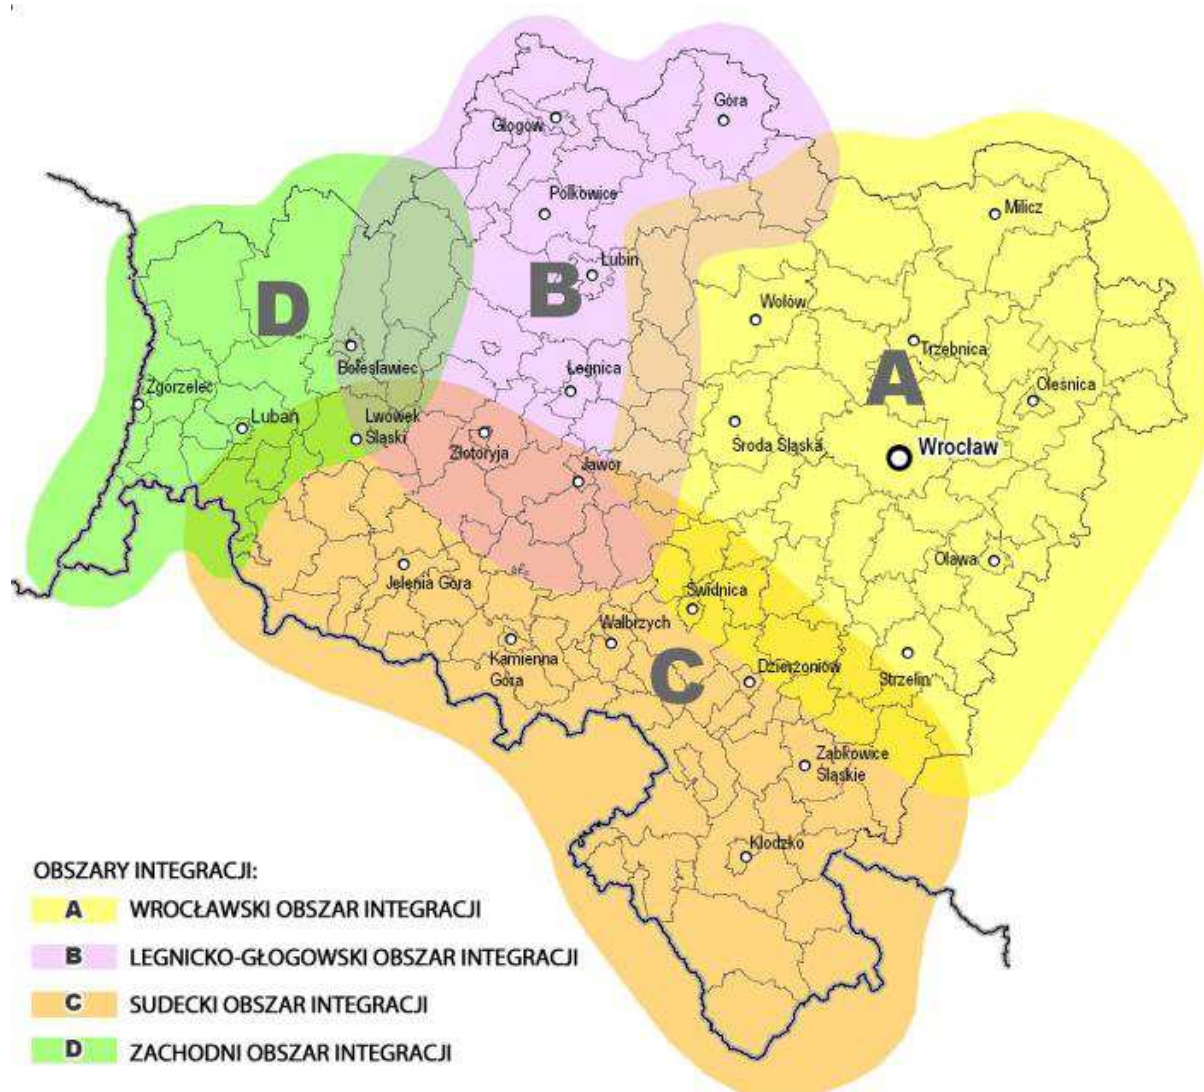 Góra
Głogów
Polkowice
Milicz
Lubin
B
D
Wołów
Trzebnica
Bolesławiec
Legnica
A
Oleśnica
Zgorzelec
Lubań
Lwówek
Śląski
Złotoryja
Środa Śląska
Wrocław
Jawor
Oława
Jelenia Góra
Świdnica
Wałbrzych
Kamienna
Góra
C
Dzierżoniów
Strzelin
Ząbkowice
Śląskie
Kłodzko
OBSZARY INTEGRACJI:
A WROCŁAWSKI OBSZAR INTEGRACJI
B LEGNICKO-GŁOGOWSKI OBSZAR INTEGRACJI
C SUDECKI OBSZAR INTEGRACJI
D ZACHODNI OBSZAR INTEGRACJI